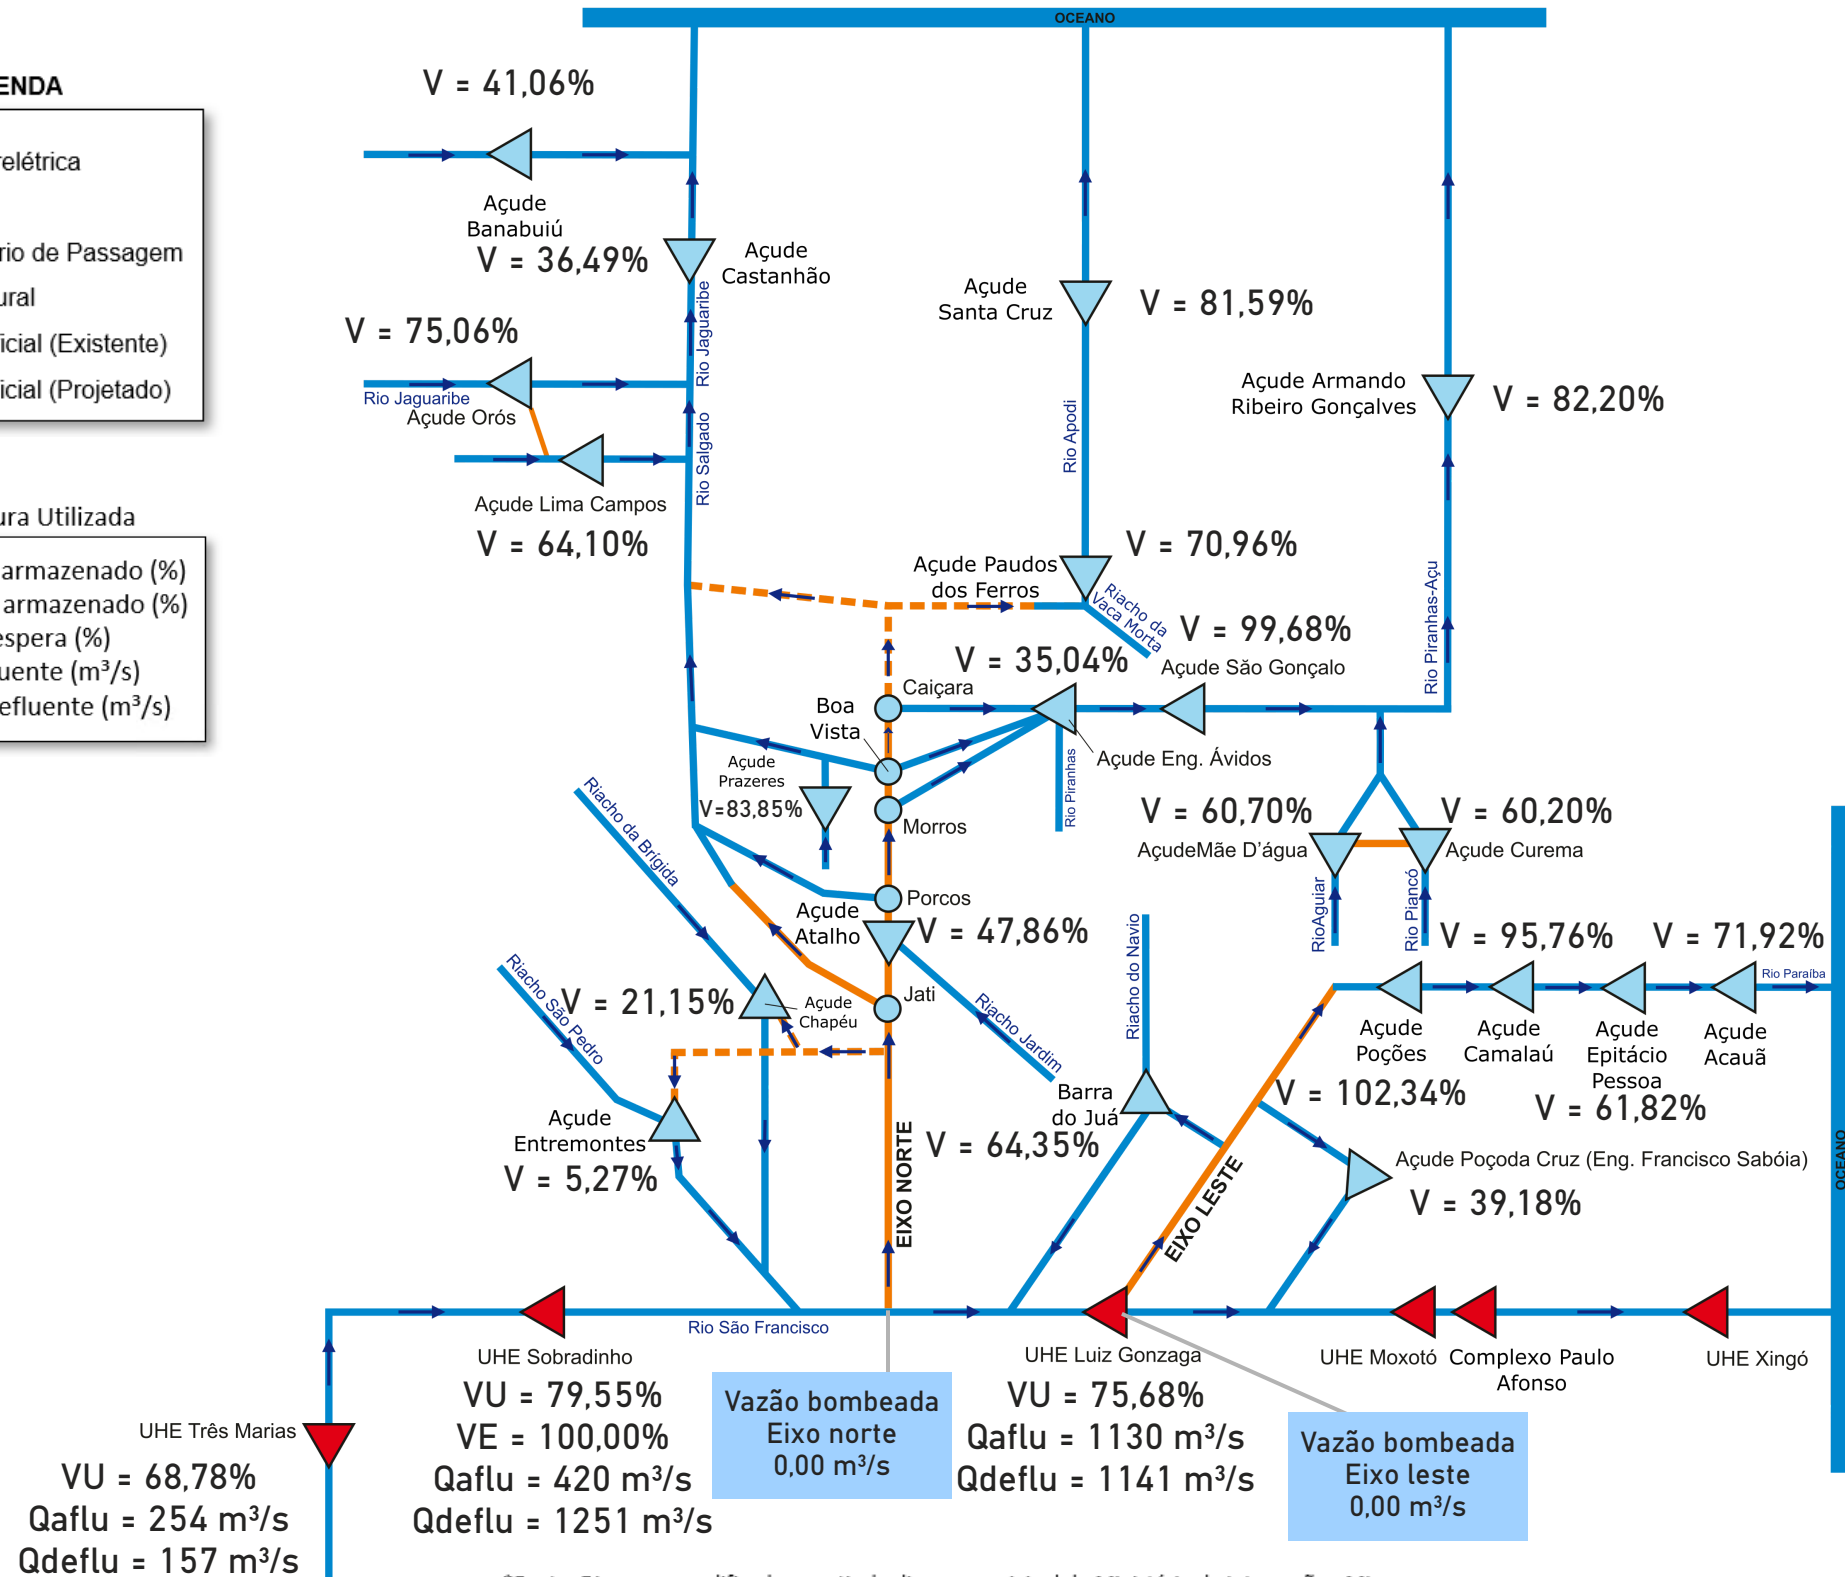 OCEANO
ENDA
relétrica
rio de Passagem
ural
ficial (Existente)
ficial (Projetado)
ura Utilizada
armazenado (%)
armazenado (%)
espera (%)
luente (m³/s)
efluente (m³/s)
V = 41,06%
Açude
Banabuiú
V = 36,49%
Açude
Castanhão
Rio Jaguaribe
V = 75,06%
Rio Jaguaribe
Açude Orós
Rio Salgado
Açude Lima Campos
V = 64,10%
Açude
Santa Cruz
V = 81,59%
Rio Apodi
Açude Armando
Ribeiro Gonçalves
V = 82,20%
Açude Paudos
dos Ferros
V = 70,96%
Riacho da
Vaca Morta
V = 99,68%
Açude São Gonçalo
V = 35,04%
Rio Piranhas-Açu
Caiçara
Boa
Vista
Açude Eng. Ávidos
Rio Piranhas
Açude
Prazeres
V=83,85%
Morros
Riacho da Brígida
Porcos
Açude
Atalho
V = 47,86%
V = 60,70%
AçudeMãe D'água
V = 60,20%
Açude Curema
RioAguiar
Rio Piancó
Riacho São Pedro
V = 21,15%
Açude
Chapéu
Jati
Riacho Jardim
Riacho do Navio
V = 95,76%
V = 71,92%
Rio Paraíba
Açude
Poções
Açude
Camalaú
Açude
Epitácio
Pessoa
Açude
Acauã
V = 102,34%
V = 61,82%
Açude
Entremontes
V = 5,27%
EIXO NORTE
Barra
do Juá
V = 64,35%
EIXO LESTE
Açude Poçoda Cruz (Eng. Francisco Sabóia)
V = 39,18%
OCEANO
Rio São Francisco
UHE Sobradinho
VU = 79,55%
VE = 100,00%
Qaflu = 420 m³/s
Qdeflu = 1251 m³/s
Vazão bombeada
Eixo norte
0,00 m³/s
UHE Luiz Gonzaga
VU = 75,68%
Qaflu = 1130 m³/s
Qdeflu = 1141 m³/s
Vazão bombeada
Eixo leste
0,00 m³/s
UHE Moxotó
Complexo Paulo
Afonso
UHE Xingó
UHE Três Marias
VU = 68,78%
Qaflu = 254 m³/s
Qdeflu = 157 m³/s